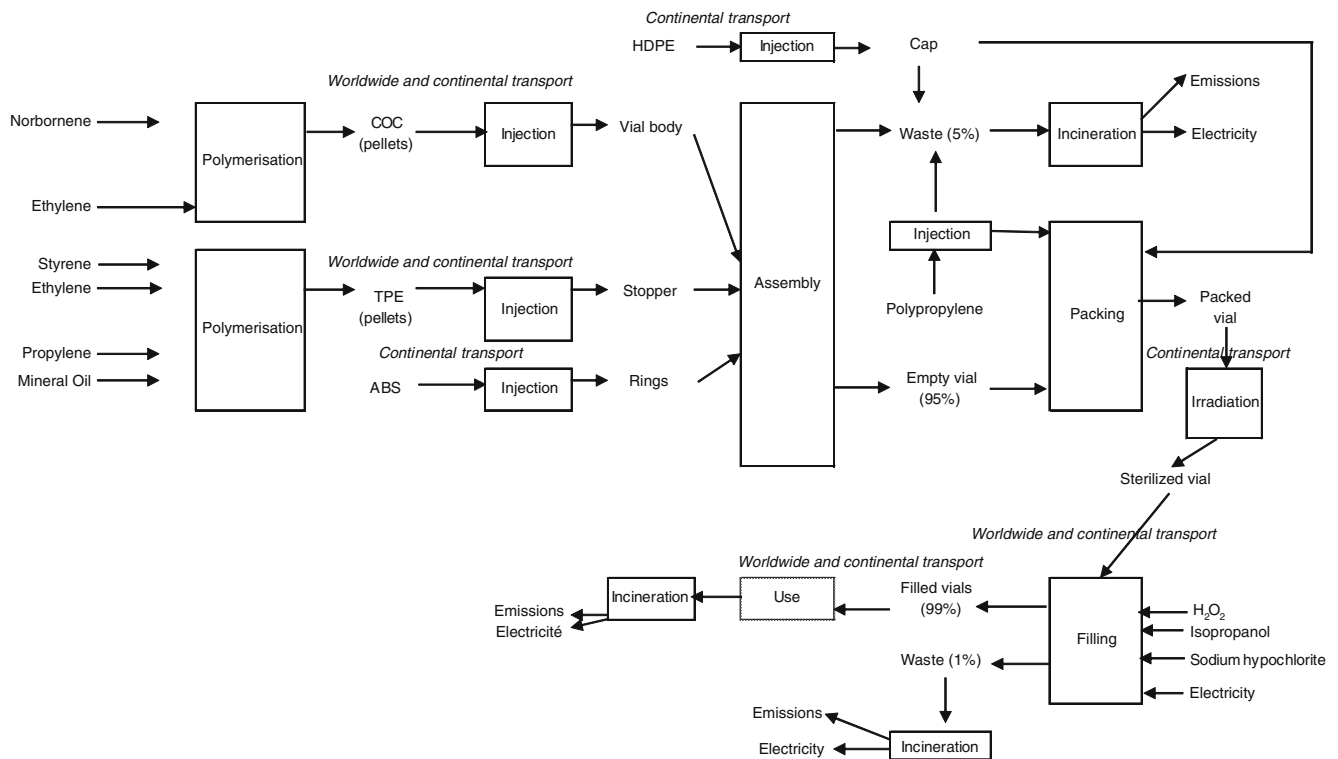 Continental transport
HDPE
Injection
Cap
Worldwide and continental transport
Emissions
Norbornene
COC
(pellets)
Injection
Vial body
Waste (5%)
Incineration
Electricity
Polymerisation
Ethylene
Injection
Styrene
Worldwide and continental transport
Ethylene
TPE
(pellets)
Injection
Stopper
Assembly
Polypropylene
Packing
Packed
vial
Polymerisation
Propylene
Continental transport
Continental transport
Mineral Oil
ABS
Injection
Rings
Empty vial
(95%)
Irradiation
Sterilized vial
Worldwide and continental transport
Worldwide and continental transport
Incineration
Use
Filled vials
(99%)
Emissions
Electricité
Filling
H2O2
Isopropanol
Waste (1%)
Sodium hypochlorite
Electricity
Emissions
Electricity
Incineration